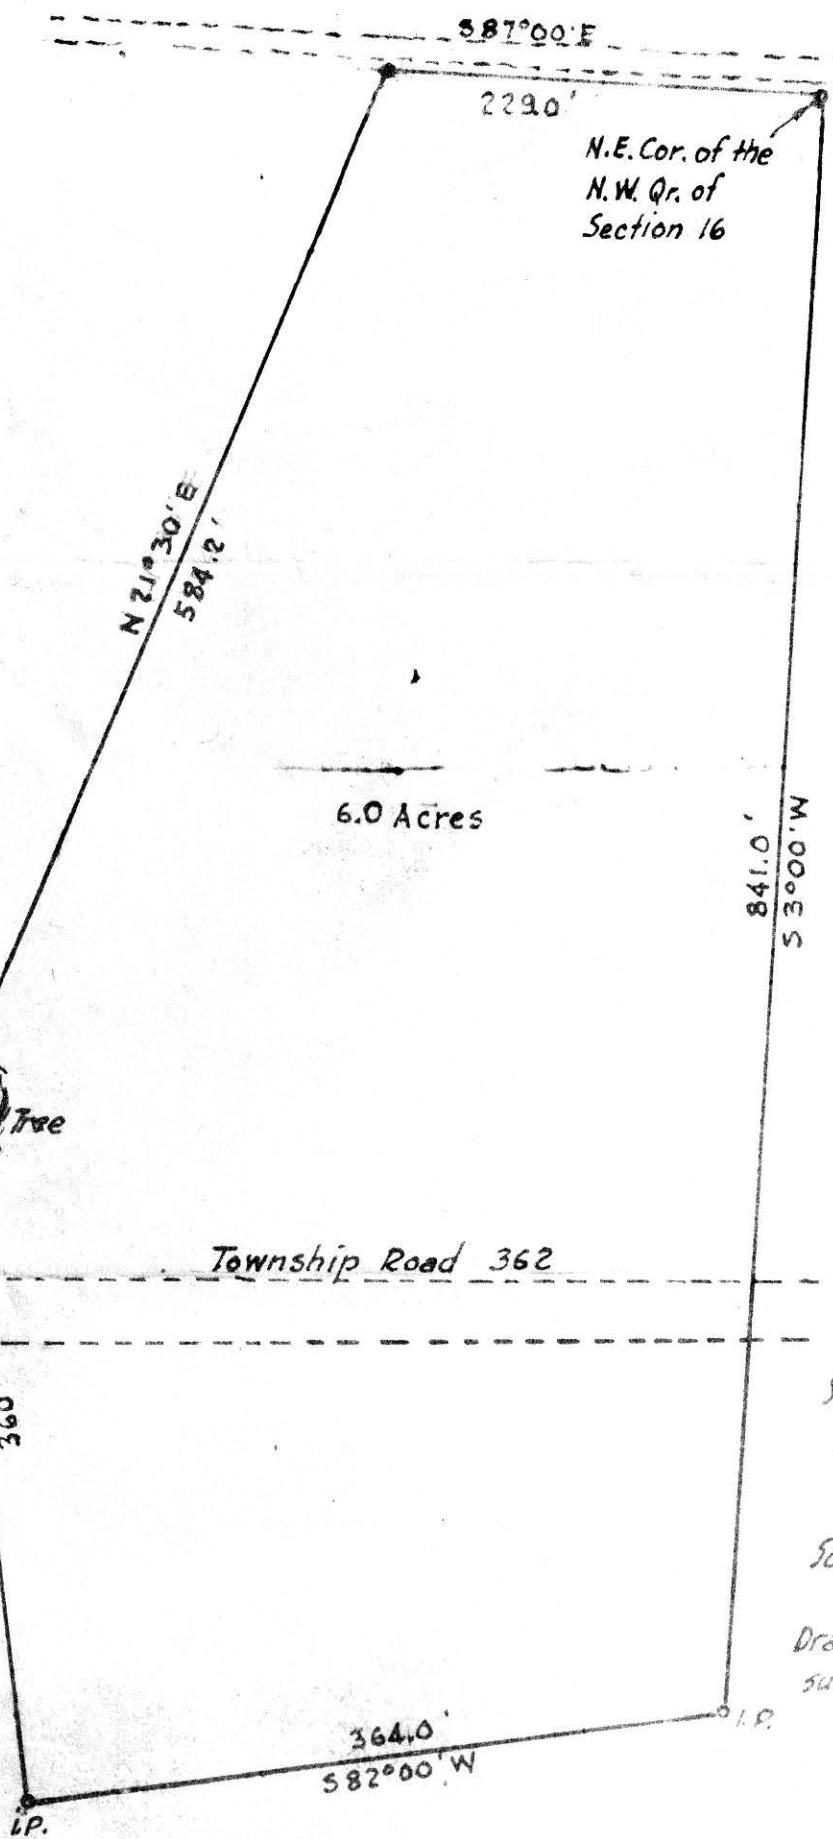 S 87°00' E
229.0'
N.E. Cor. of the
N.W. Qr. of
Section 16
N 21°30' E
584.2'
6.0 Acres
841.0'
S 3°00' W
Tree
Township Road 362
360
364.0'
S 82°00' W
I.P.
I.P.